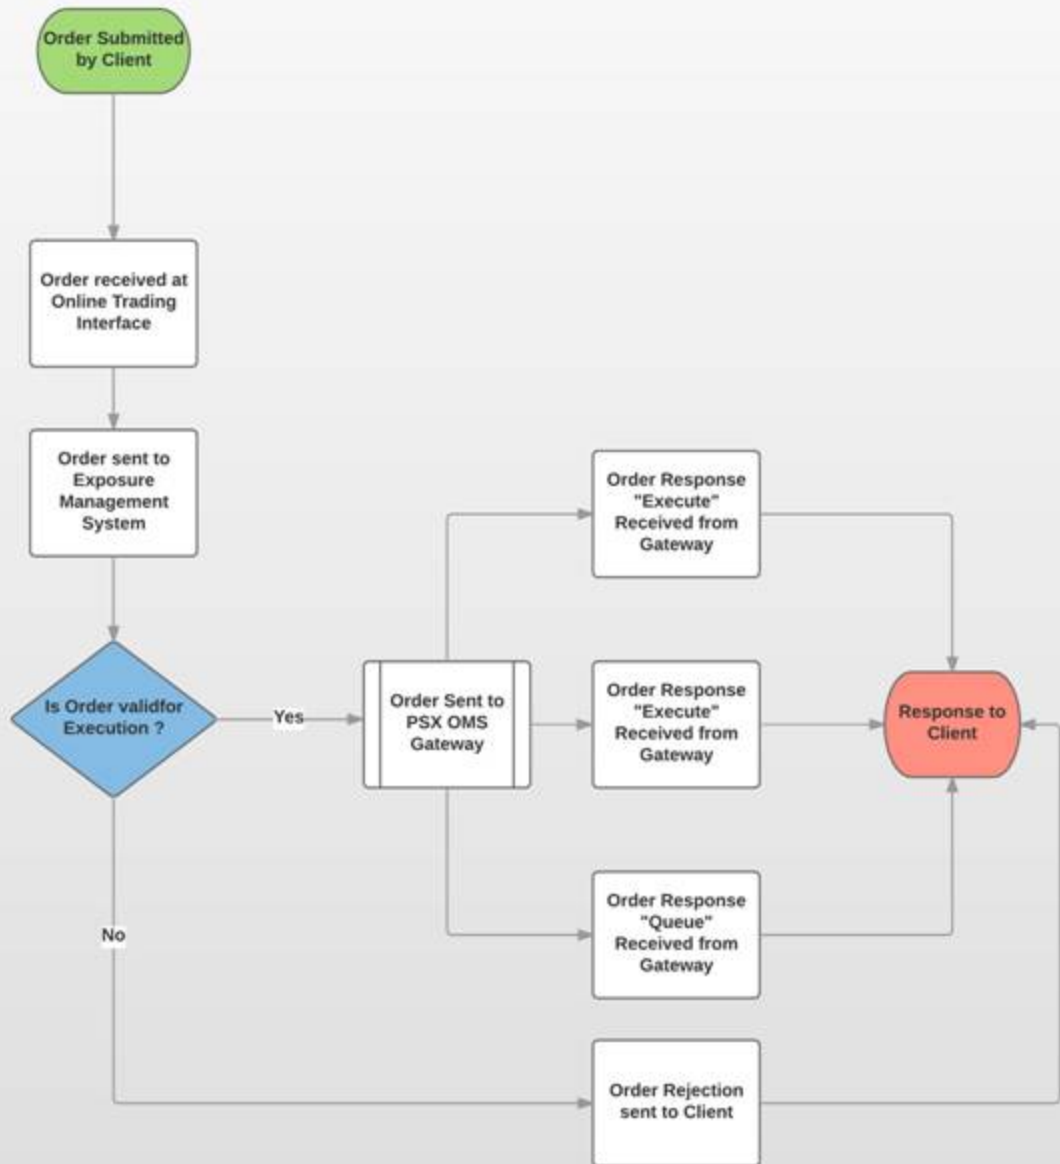 Order Submitted
by Client
Order received at
Online Trading
Interface
Order sent to
Exposure
Management
System
Is Order validfor
Execution ?
Yes
No
Order Sent to
PSX OMS
Gateway
Order Response
"Execute"
Received from
Gateway
Order Response
"Execute"
Received from
Gateway
Order Response
"Queue"
Received from
Gateway
Order Rejection
sent to Client
Response to
Client